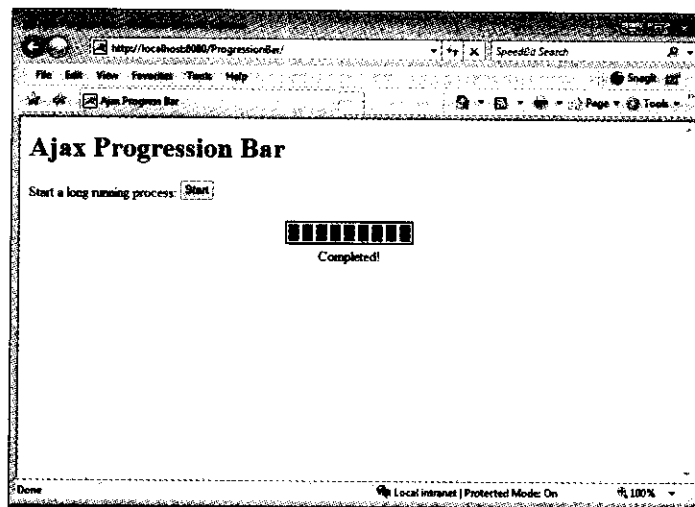 http://localhost:8080/ProgressionBar/
SpeedBit Search
File Edit View Favorites Tools Help
SnagIt
Ajax Progress Bar
Page Tools
Ajax Progression Bar
Start a long running process: Start
Completed!
Done
Local intranet | Protected Mode: On
100%